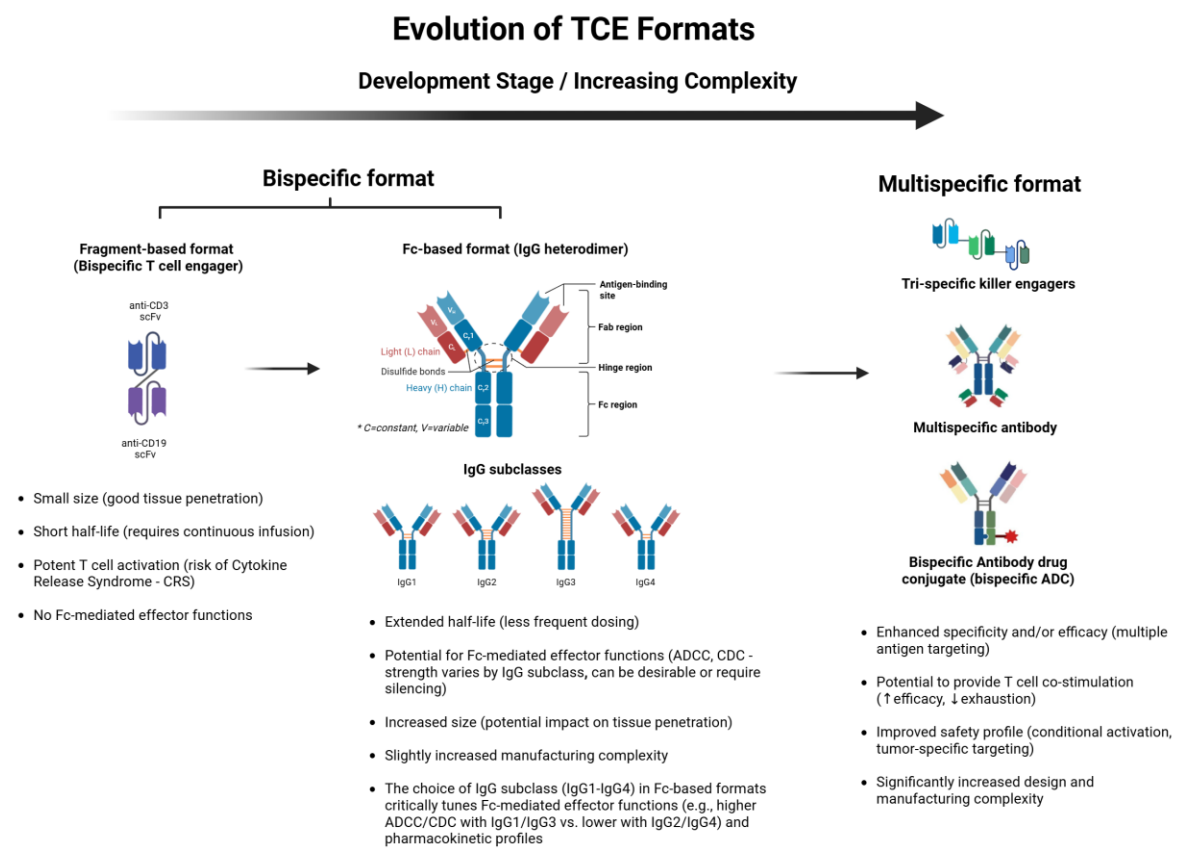 Evolution of TCE Formats
Development Stage / Increasing Complexity
Bispecific format
Fragment-based format
(Bispecific T cell engager)
anti-CD3
scFv
anti-CD19
scFv
• Small size (good tissue penetration)
• Short half-life (requires continuous infusion)
• Potent T cell activation (risk of Cytokine
Release Syndrome - CRS)
• No Fc-mediated effector functions
Fc-based format (IgG heterodimer)
V_H
V_L
C_H1
C_L
C_H2
C_H3
Antigen-binding
site
Fab region
Light (L) chain
Disulfide bonds
Hinge region
Heavy (H) chain
Fc region
* C=constant, V=variable
IgG subclasses
IgG1
IgG2
IgG3
IgG4
• Extended half-life (less frequent dosing)
• Potential for Fc-mediated effector functions (ADCC, CDC -
strength varies by IgG subclass, can be desirable or require
silencing)
• Increased size (potential impact on tissue penetration)
• Slightly increased manufacturing complexity
• The choice of IgG subclass (IgG1-IgG4) in Fc-based formats
critically tunes Fc-mediated effector functions (e.g., higher
ADCC/CDC with IgG1/IgG3 vs. lower with IgG2/IgG4) and
pharmacokinetic profiles
Multispecific format
Tri-specific killer engagers
Multispecific antibody
Bispecific Antibody drug
conjugate (bispecific ADC)
• Enhanced specificity and/or efficacy (multiple
antigen targeting)
• Potential to provide T cell co-stimulation
(↑efficacy, ↓exhaustion)
• Improved safety profile (conditional activation,
tumor-specific targeting)
• Significantly increased design and
manufacturing complexity